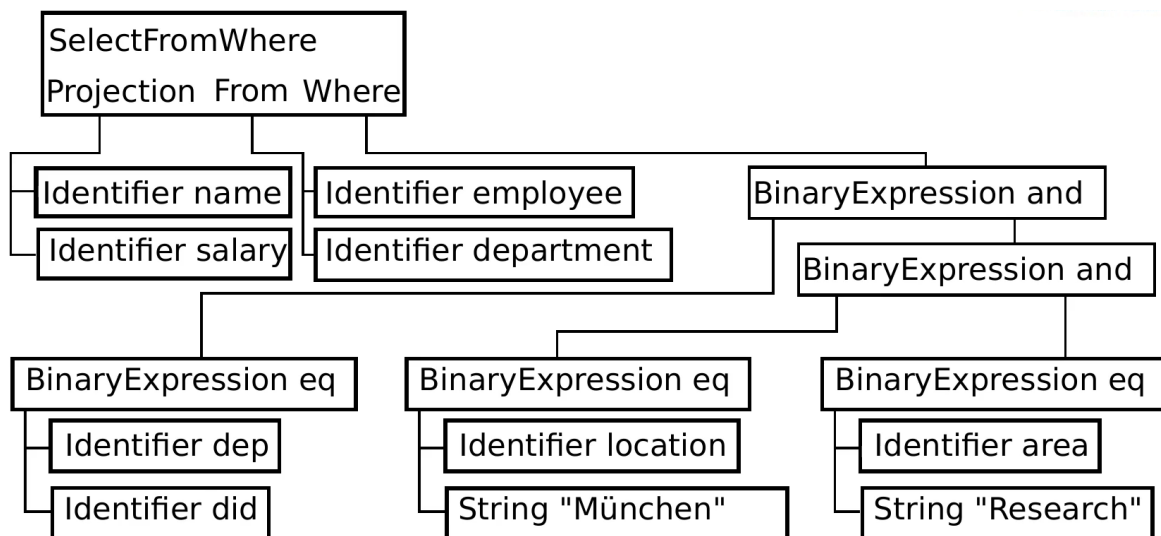 SelectFromWhere
Projection From Where
Identifier name
Identifier employee
BinaryExpression and
Identifier salary
Identifier department
BinaryExpression and
BinaryExpression eq
BinaryExpression eq
BinaryExpression eq
Identifier dep
Identifier location
Identifier area
Identifier did
String "München"
String "Research"